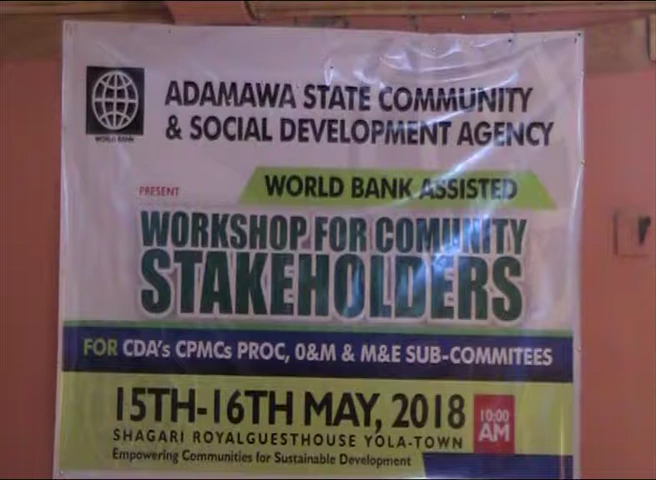 WORLD BANK
ADAMAWA STATE COMMUNITY
& SOCIAL DEVELOPMENT AGENCY
PRESENT
WORLD BANK ASSISTED
WORKSHOP FOR COMUNITY
STAKEHOLDERS
FOR CDA's CPMCs PROC, 0&M & M&E SUB-COMMITEES
15TH-16TH MAY, 2018
10:00
AM
SHAGARI ROYALGUESTHOUSE YOLA-TOWN
Empowering Communities for Sustainable Development